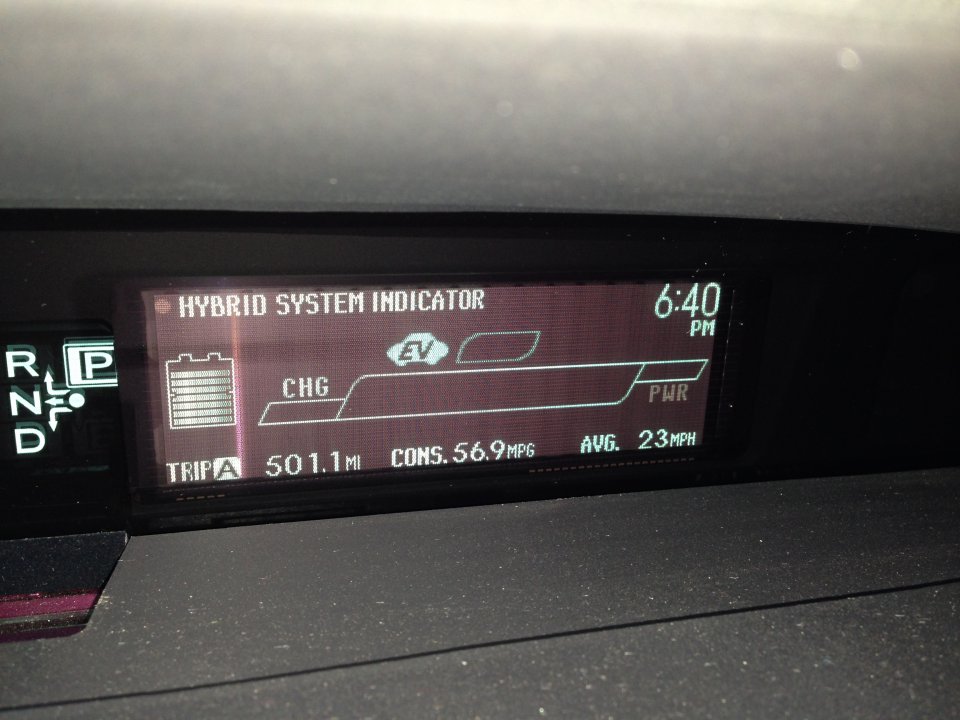 HYBRID SYSTEM INDICATOR
6:40
PM
EV
CHG
PWR
TRIP A 501.1 MI CONS. 56.9 MPG AVG. 23 MPH
R
P
N
D